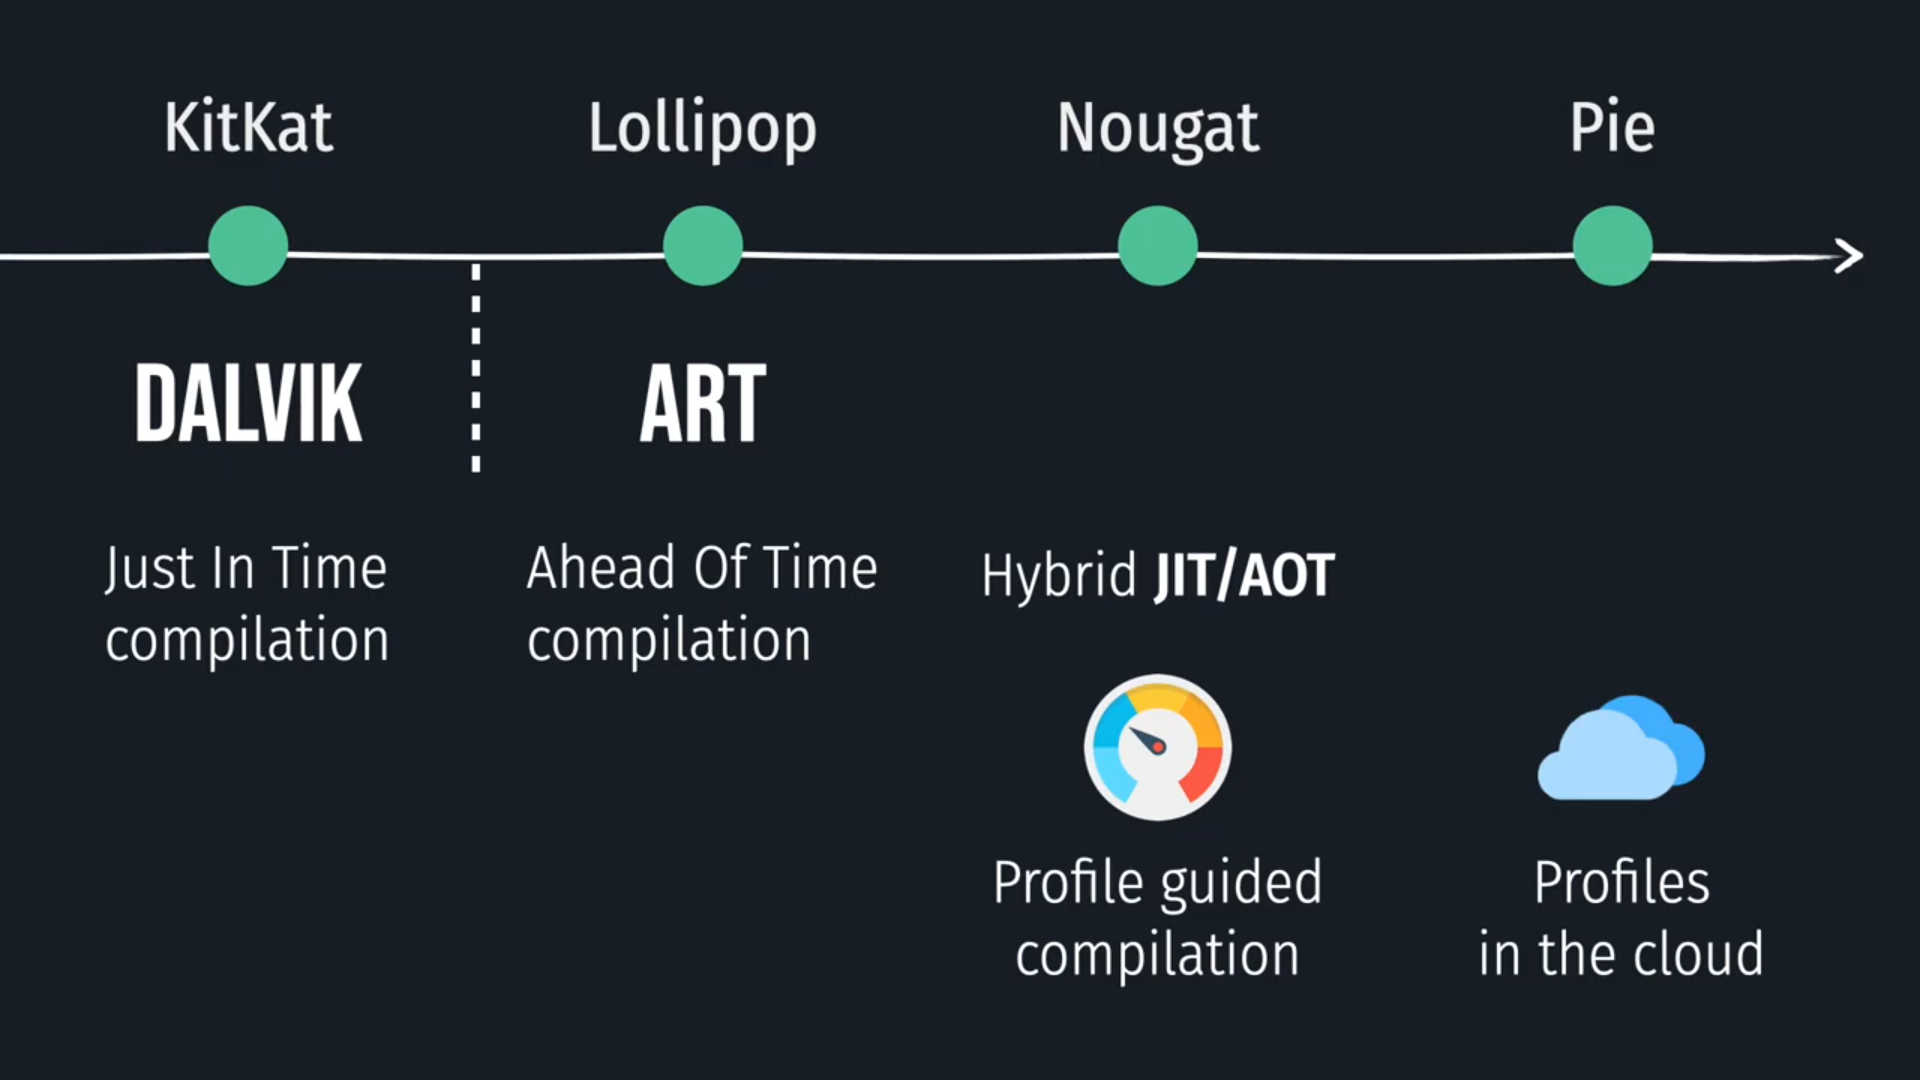 KitKat
Lollipop
Nougat
Pie
DALVIK
ART
Just In Time
compilation
Ahead Of Time
compilation
Hybrid JIT/AOT
Profile guided
compilation
Profiles
in the cloud